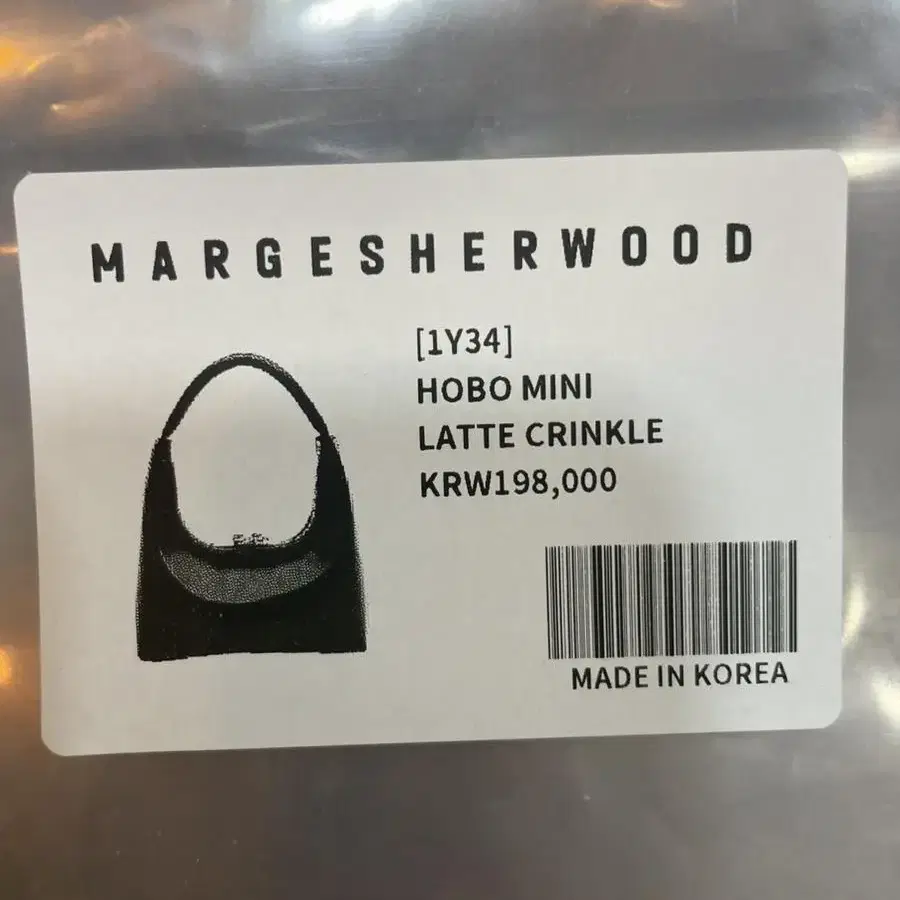 MARGESHERWOOD
[1Y34]
HOBO MINI
LATTE CRINKLE
KRW198,000
MADE IN KOREA